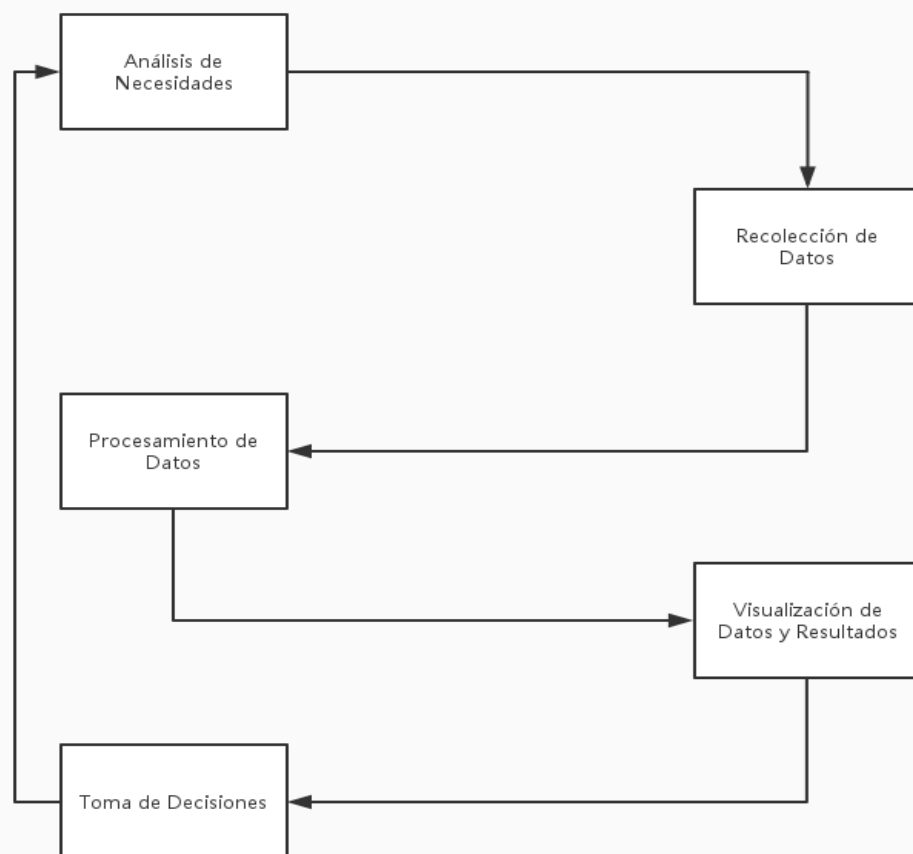 Análisis de
Necesidades
Recolección de
Datos
Procesamiento de
Datos
Visualización de
Datos y Resultados
Toma de Decisiones